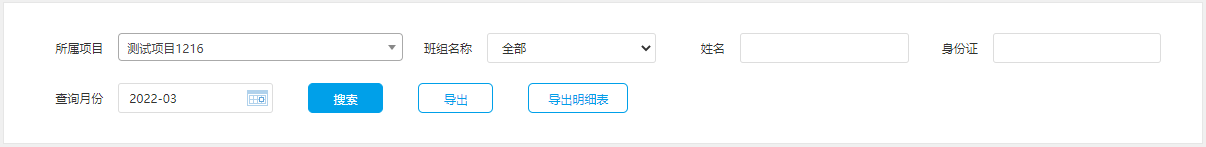 所属项目 测试项目1216 班组名称 全部 姓名 身份证
查询月份 2022-03 搜索 导出 导出明细表